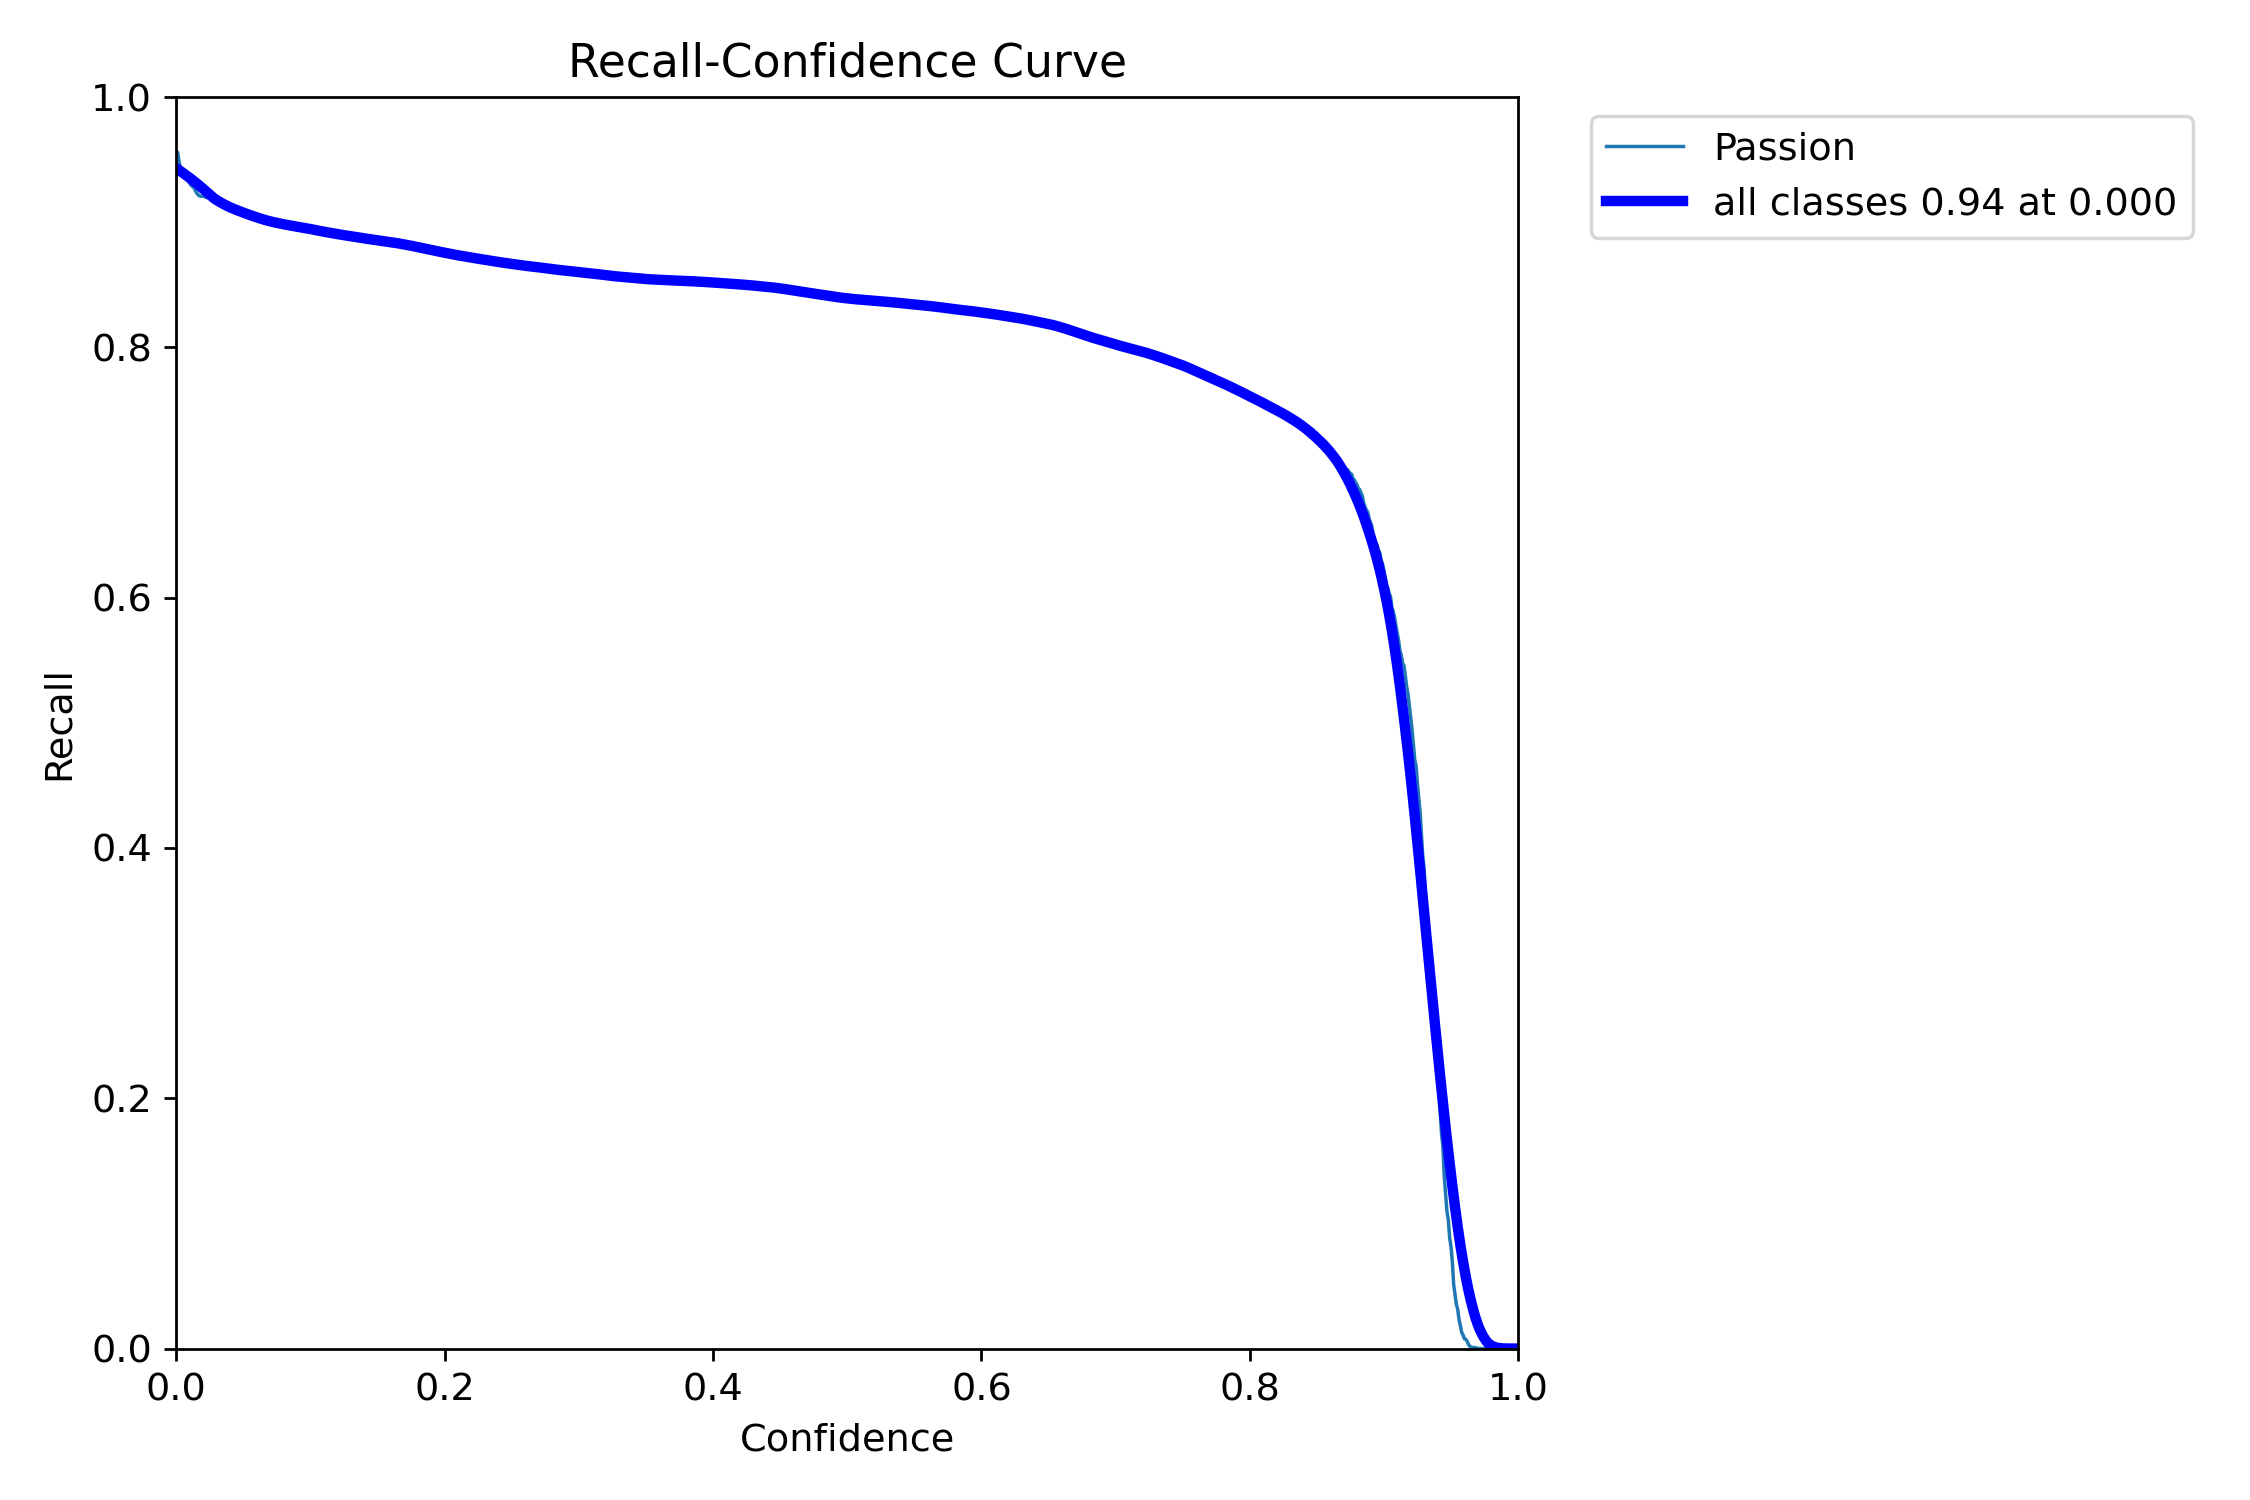 Recall-Confidence Curve
1.0
0.8
0.6
0.4
0.2
0.0
Recall
0.0 0.2 0.4 0.6 0.8 1.0
Confidence
Passion
all classes 0.94 at 0.000